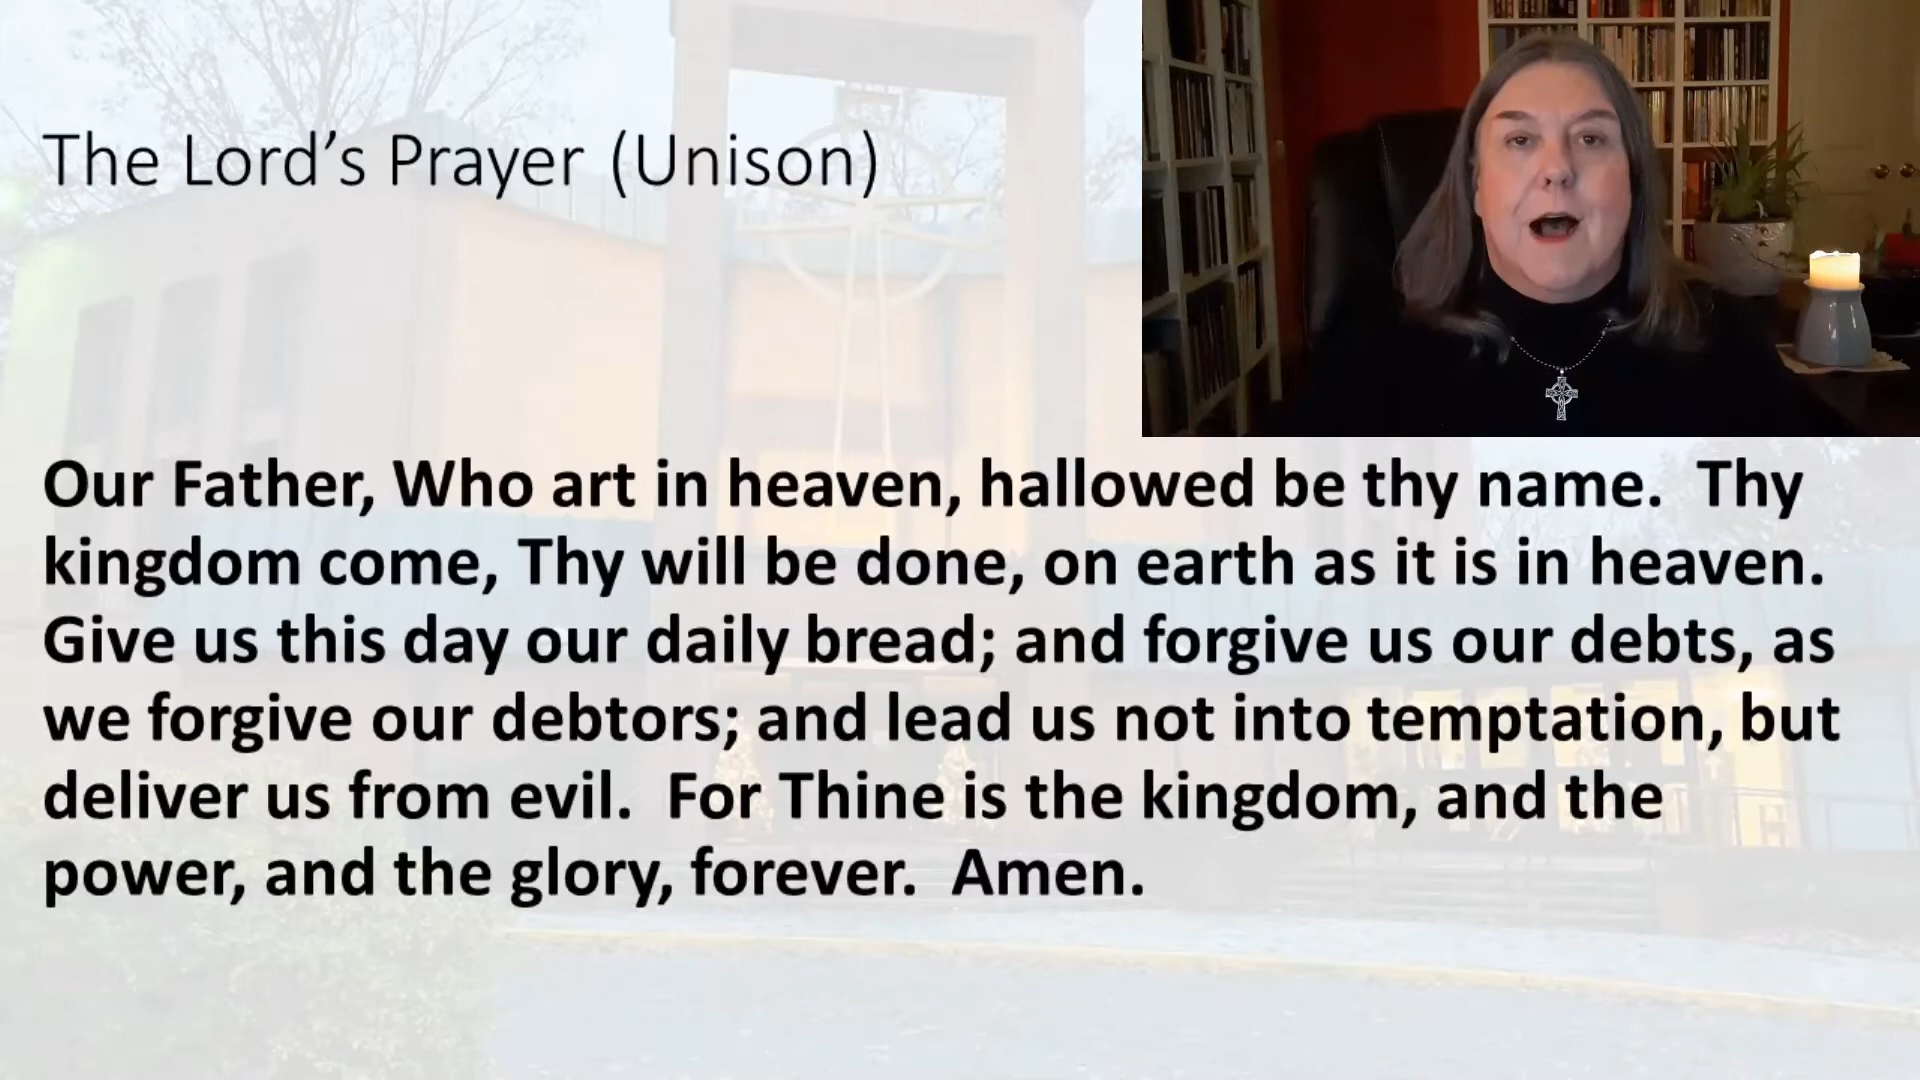 The Lord’s Prayer (Unison)
Our Father, Who art in heaven, hallowed be thy name.  Thy
kingdom come, Thy will be done, on earth as it is in heaven.
Give us this day our daily bread; and forgive us our debts, as
we forgive our debtors; and lead us not into temptation, but
deliver us from evil.  For Thine is the kingdom, and the
power, and the glory, forever.  Amen.